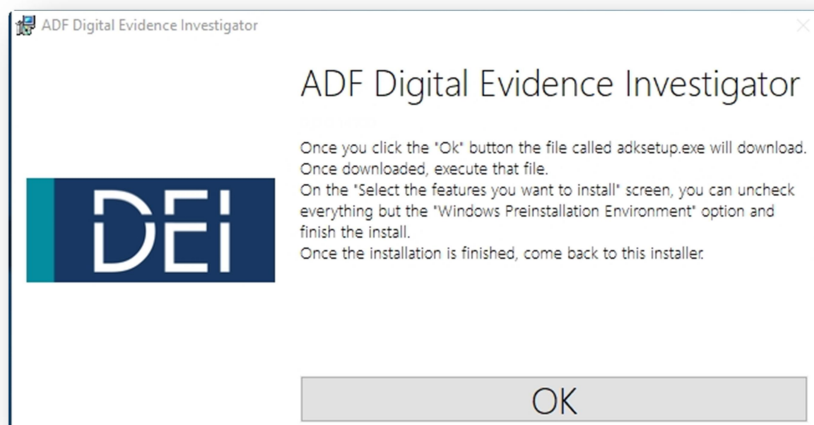 ADF Digital Evidence Investigator
ADF Digital Evidence Investigator
Once you click the "Ok" button the file called adksetup.exe will download.
Once downloaded, execute that file.
On the "Select the features you want to install" screen, you can uncheck
everything but the "Windows Preinstallation Environment" option and
finish the install.
Once the installation is finished, come back to this installer.
DEI
OK